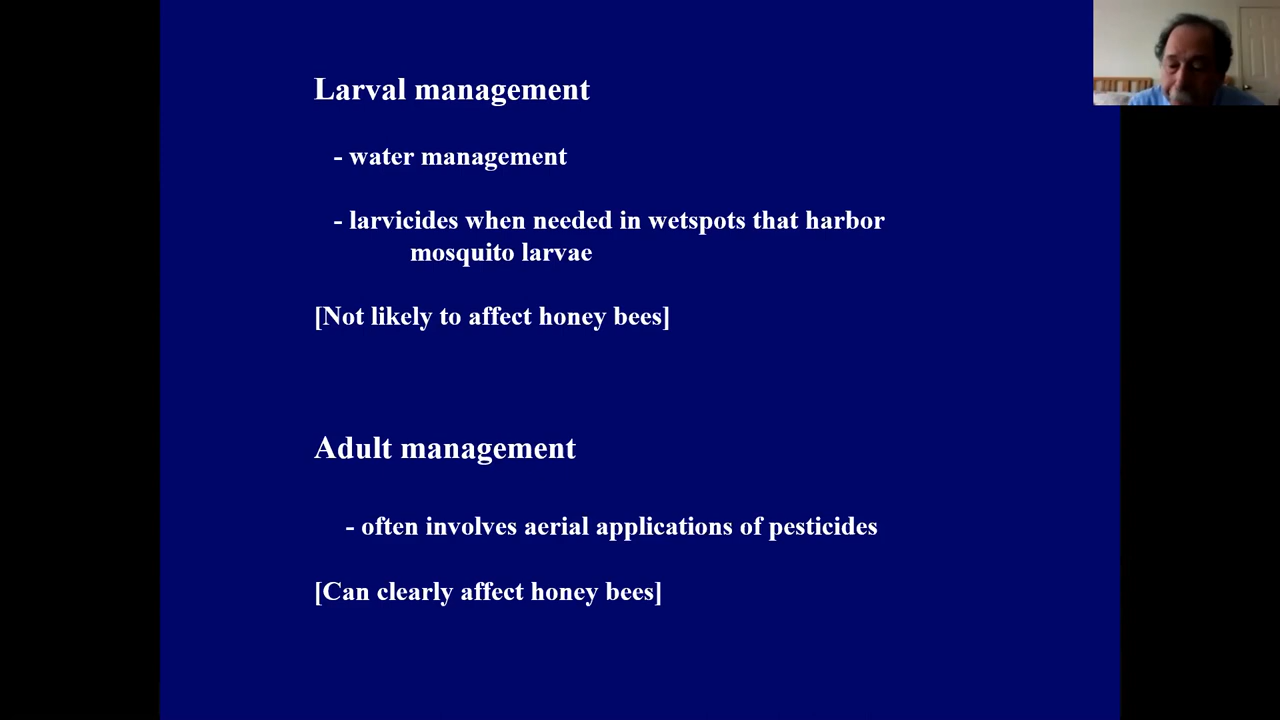 Larval management
- water management
- larvicides when needed in wetspots that harbor
mosquito larvae
[Not likely to affect honey bees]
Adult management
- often involves aerial applications of pesticides
[Can clearly affect honey bees]